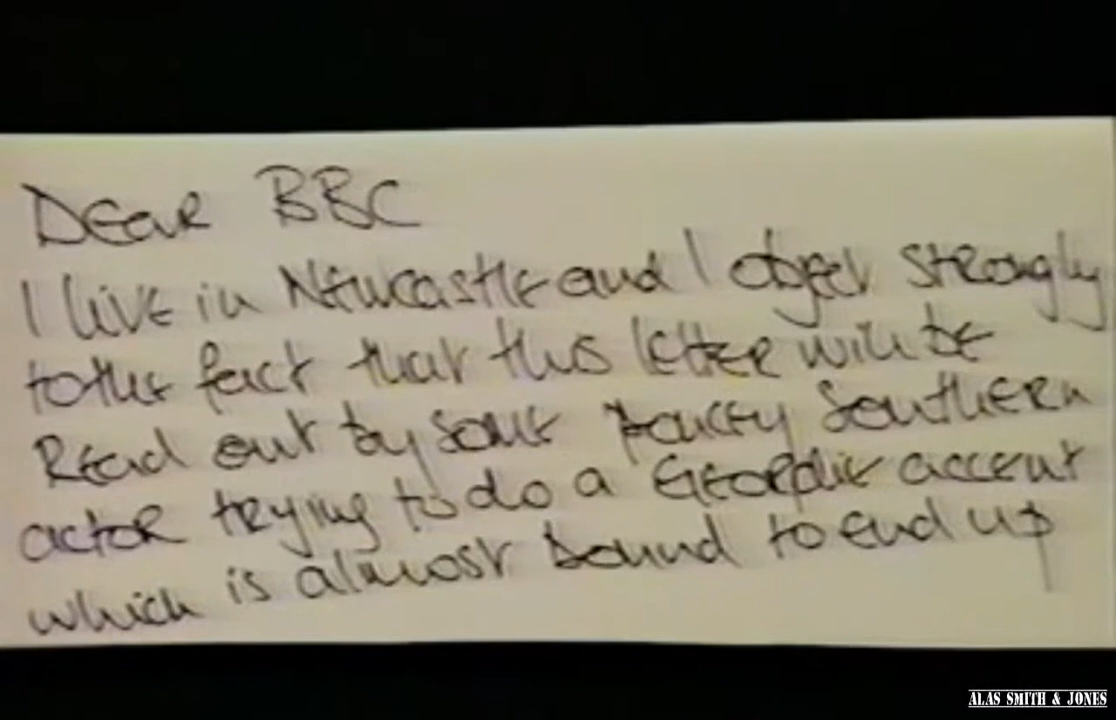 Dear BBC
I live in Newcastle and I object strongly
to the fact that this letter will be
Read out by some poncey Southern
actor trying to do a Geordie accent
which is almost bound to end up
ALAS SMITH & JONES